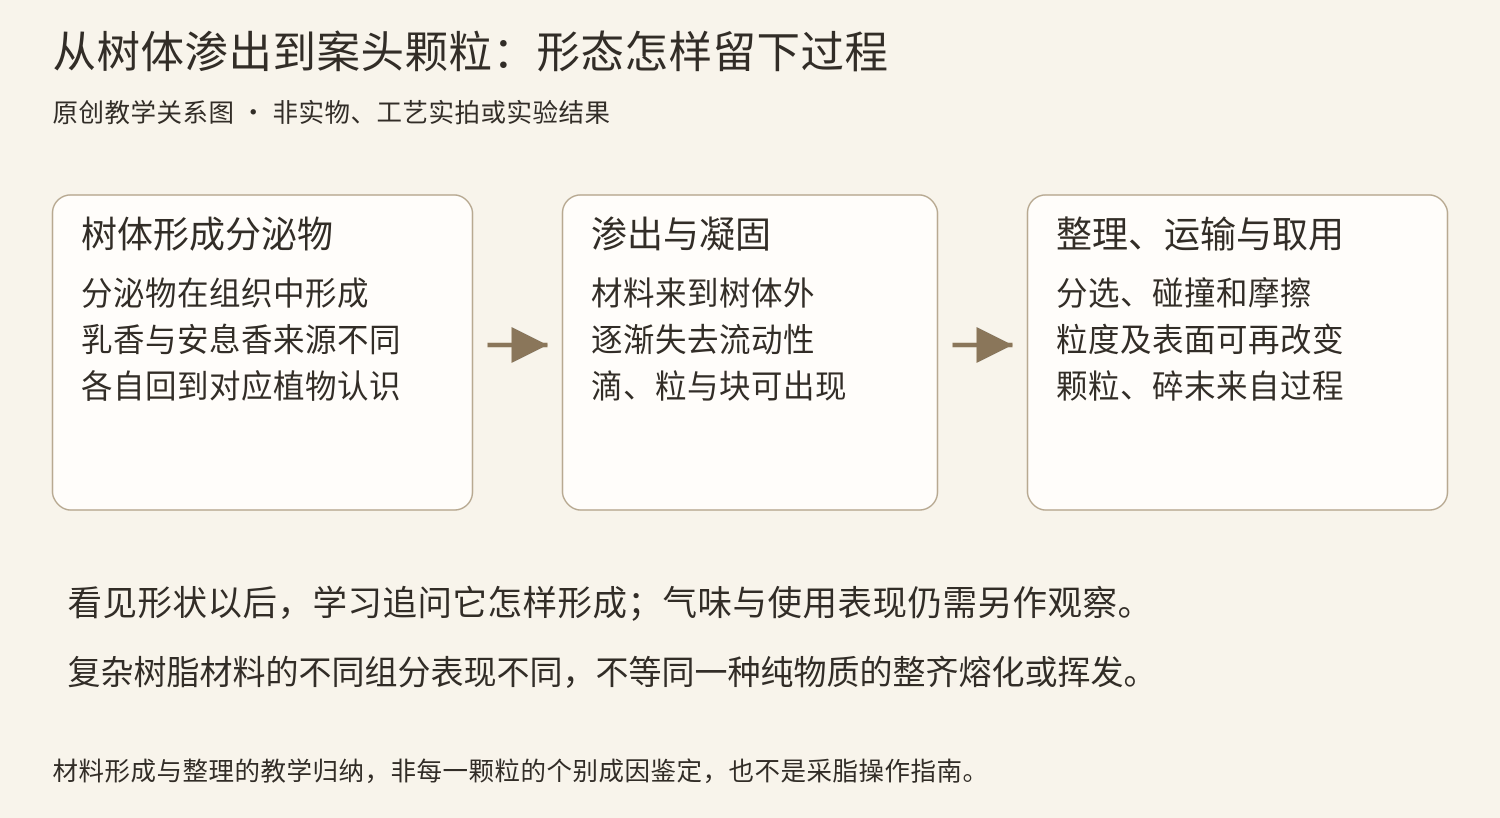 从树体渗出到案头颗粒：形态怎样留下过程
原创教学关系图 · 非实物、工艺实拍或实验结果
树体形成分泌物
分泌物在组织中形成
乳香与安息香来源不同
各自回到对应植物认识
渗出与凝固
材料来到树体外
逐渐失去流动性
滴、粒与块可出现
整理、运输与取用
分选、碰撞和摩擦
粒度及表面可再改变
颗粒、碎末来自过程
看见形状以后，学习追问它怎样形成；气味与使用表现仍需另作观察。
复杂树脂材料的不同组分表现不同，不等同一种纯物质的整齐熔化或挥发。
材料形成与整理的教学归纳，非每一颗粒的个别成因鉴定，也不是采脂操作指南。